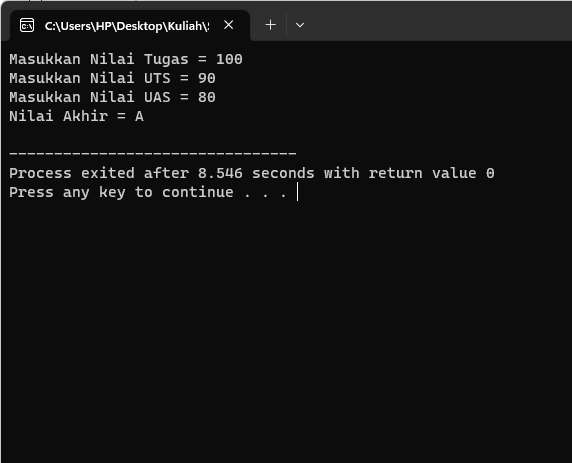 C:\Users\HP\Desktop\Kuliah\
Masukkan Nilai Tugas = 100
Masukkan Nilai UTS = 90
Masukkan Nilai UAS = 80
Nilai Akhir = A
--------------------------------
Process exited after 8.546 seconds with return value 0
Press any key to continue . . .